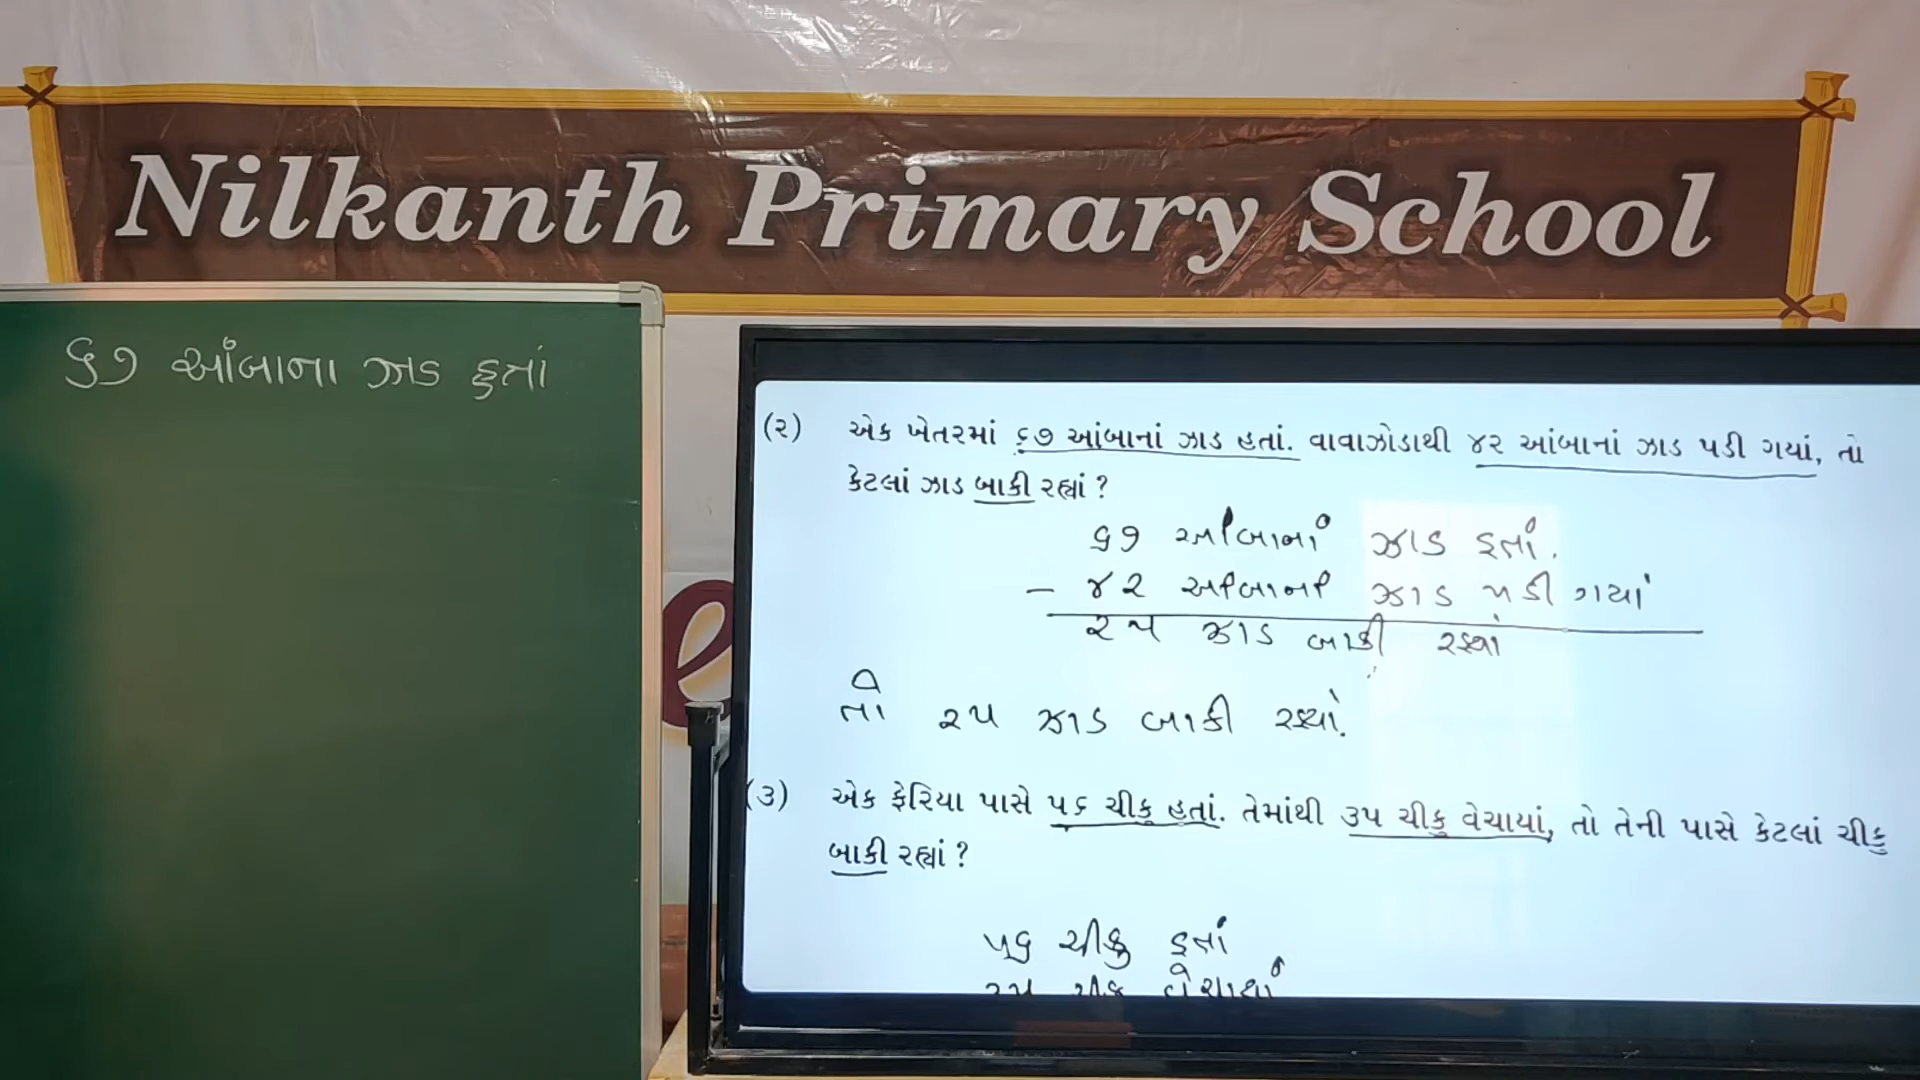 Nilkanth Primary School
૬૭ આંબાના ઝાડ હતાં
(૨) એક ખેતરમાં ૬૭ આંબાનાં ઝાડ હતાં. વાવાઝોડાથી ૪૨ આંબાનાં ઝાડ પડી ગયાં, તો
કેટલાં ઝાડ બાકી રહ્યાં ?
૬૭ આંબાનાં ઝાડ હતાં.
– ૪૨ આંબાનાં ઝાડ પડી ગયાં
૨૫ ઝાડ બાકી રહ્યાં
તો ૨૫ ઝાડ બાકી રહ્યાં.
(૩) એક ફેરિયા પાસે ૫૬ ચીકુ હતાં. તેમાંથી ૩૫ ચીકુ વેચાયાં, તો તેની પાસે કેટલાં ચીકુ
બાકી રહ્યાં ?
૫૬ ચીકુ હતાં
ચીકુ વેચાયાં
e